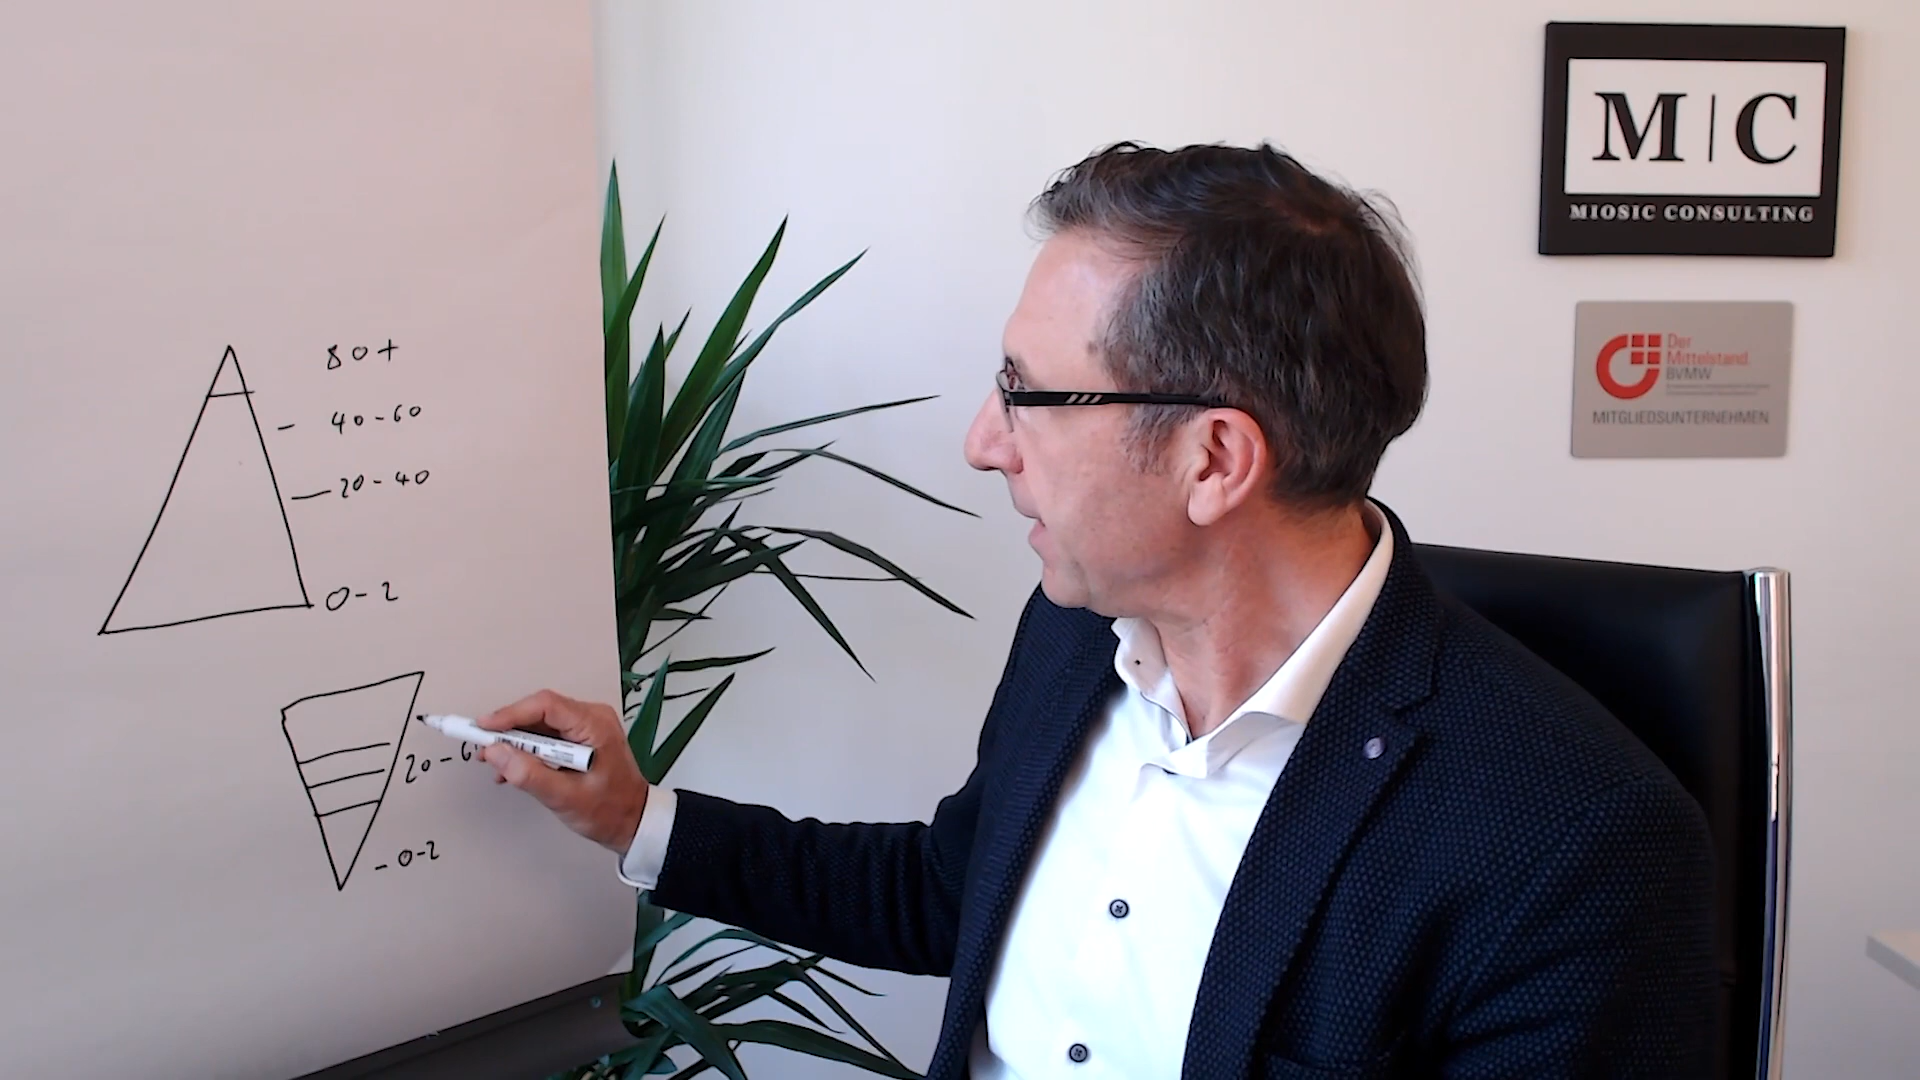 80+
40-60
20-40
0-2
20-6
-0-2
M|C
MIOSIC CONSULTING
Der
Mittelstand.
BVMW
MITGLIEDSUNTERNEHMEN